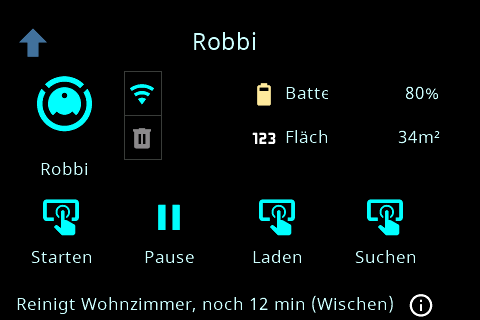 Robbi
Batte 80%
123 Fläch 34m²
Robbi
Starten Pause Laden Suchen
Reinigt Wohnzimmer, noch 12 min (Wischen)